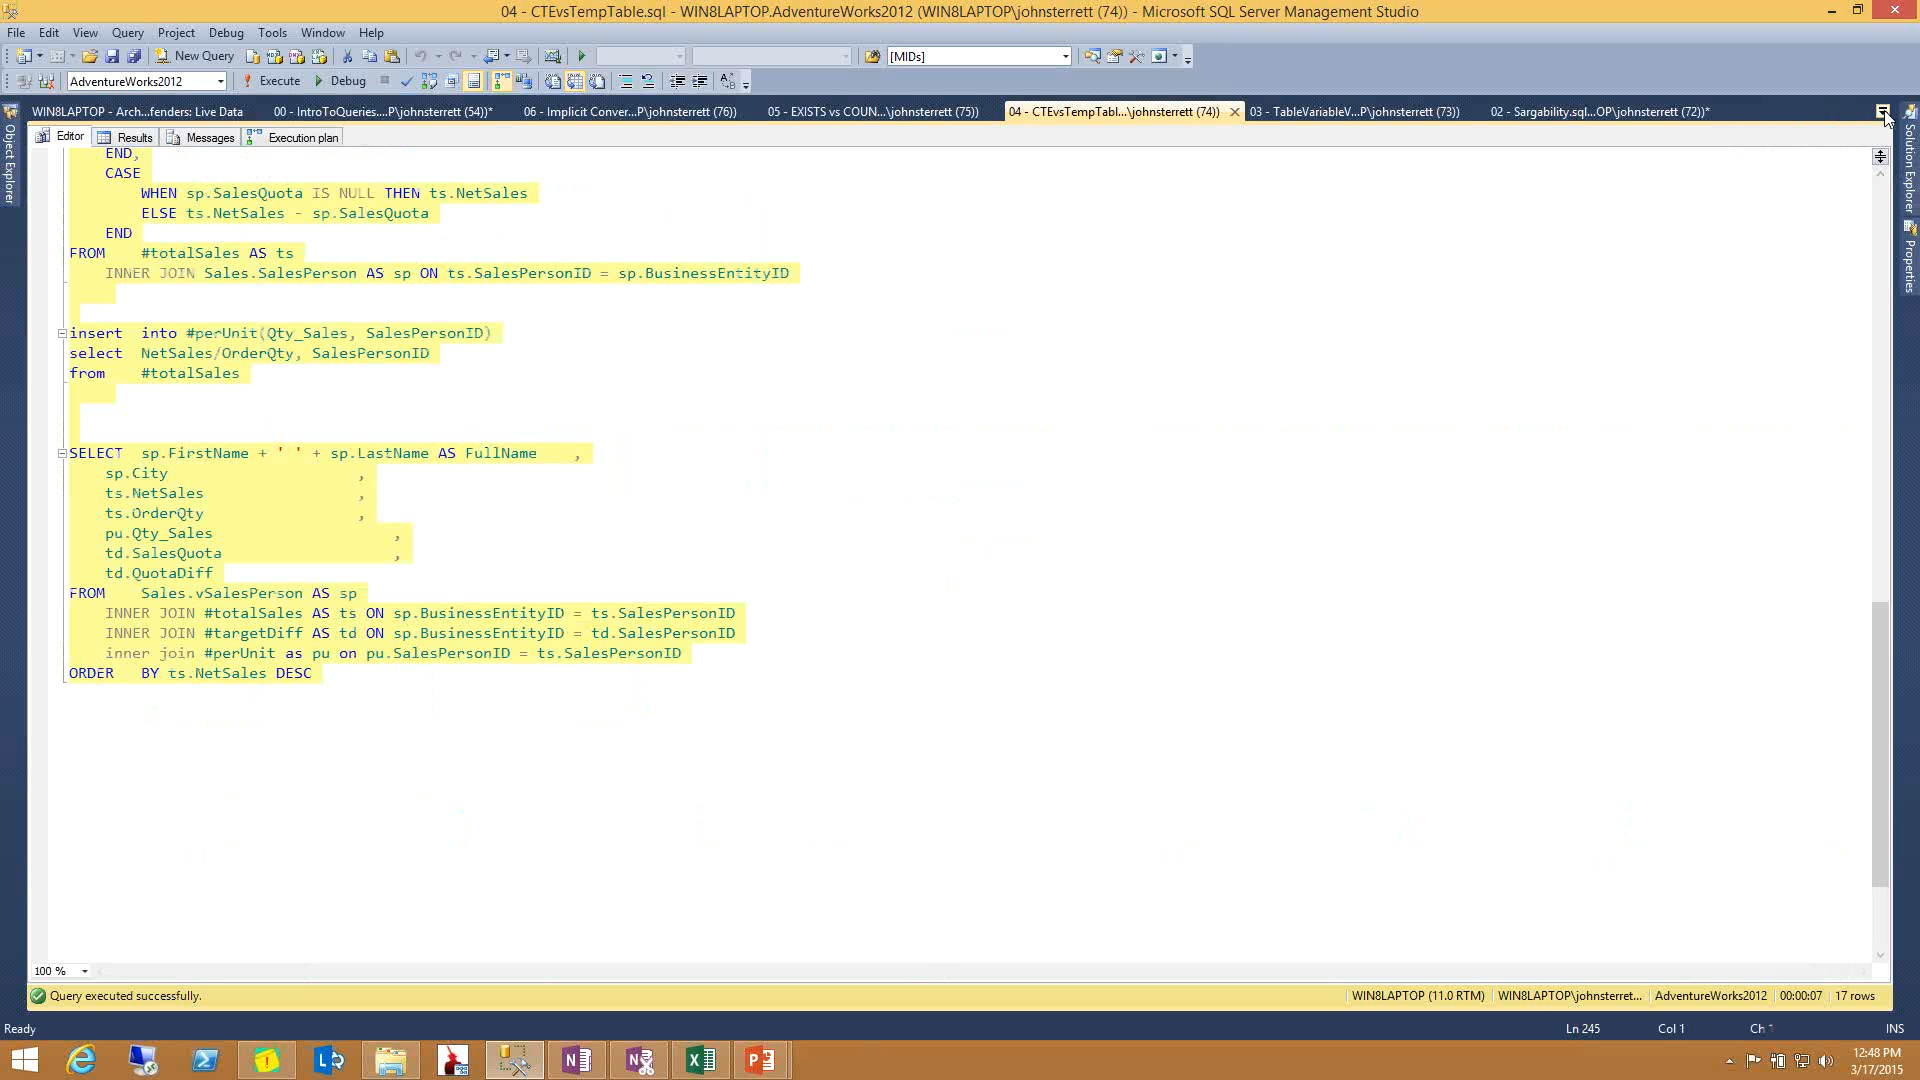 04 - CTEvsTempTable.sql - WIN8LAPTOP.AdventureWorks2012 (WIN8LAPTOP\johnsterrett (74)) - Microsoft SQL Server Management Studio
File Edit View Query Project Debug Tools Window Help
New Query [MIDs]
AdventureWorks2012 ! Execute Debug
WIN8LAPTOP - Arch...fenders: Live Data 00 - IntroToQueries....P\johnsterrett (54))* 06 - Implicit Conver...P\johnsterrett (76)) 05 - EXISTS vs COUN...\johnsterrett (75)) 04 - CTEvsTempTabl...\johnsterrett (74)) 03 - TableVariableV...P\johnsterrett (73)) 02 - Sargability.sql...OP\johnsterrett (72))*
Editor Results Messages Execution plan
Object Explorer
Solution Explorer
Properties
END,
CASE
WHEN sp.SalesQuota IS NULL THEN ts.NetSales
ELSE ts.NetSales - sp.SalesQuota
END
FROM #totalSales AS ts
INNER JOIN Sales.SalesPerson AS sp ON ts.SalesPersonID = sp.BusinessEntityID
insert into #perUnit(Qty_Sales, SalesPersonID)
select NetSales/OrderQty, SalesPersonID
from #totalSales
SELECT sp.FirstName + ' ' + sp.LastName AS FullName ,
sp.City ,
ts.NetSales ,
ts.OrderQty ,
pu.Qty_Sales ,
td.SalesQuota ,
td.QuotaDiff
FROM Sales.vSalesPerson AS sp
INNER JOIN #totalSales AS ts ON sp.BusinessEntityID = ts.SalesPersonID
INNER JOIN #targetDiff AS td ON sp.BusinessEntityID = td.SalesPersonID
inner join #perUnit as pu on pu.SalesPersonID = ts.SalesPersonID
ORDER BY ts.NetSales DESC
100 %
Query executed successfully. WIN8LAPTOP (11.0 RTM) WIN8LAPTOP\johnsterret... AdventureWorks2012 00:00:07 17 rows
Ready Ln 245 Col 1 Ch 1 INS
12:48 PM
3/17/2015